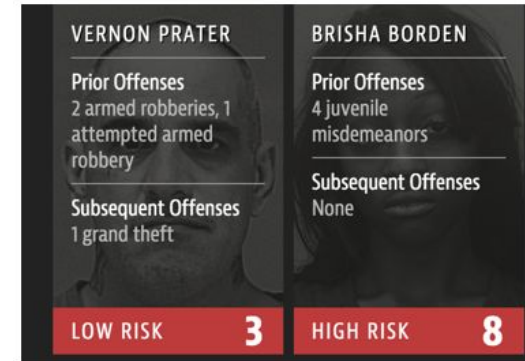 VERNON PRATER
Prior Offenses
2 armed robberies, 1
attempted armed
robbery
Subsequent Offenses
1 grand theft
LOW RISK 3
BRISHA BORDEN
Prior Offenses
4 juvenile
misdemeanors
Subsequent Offenses
None
HIGH RISK 8